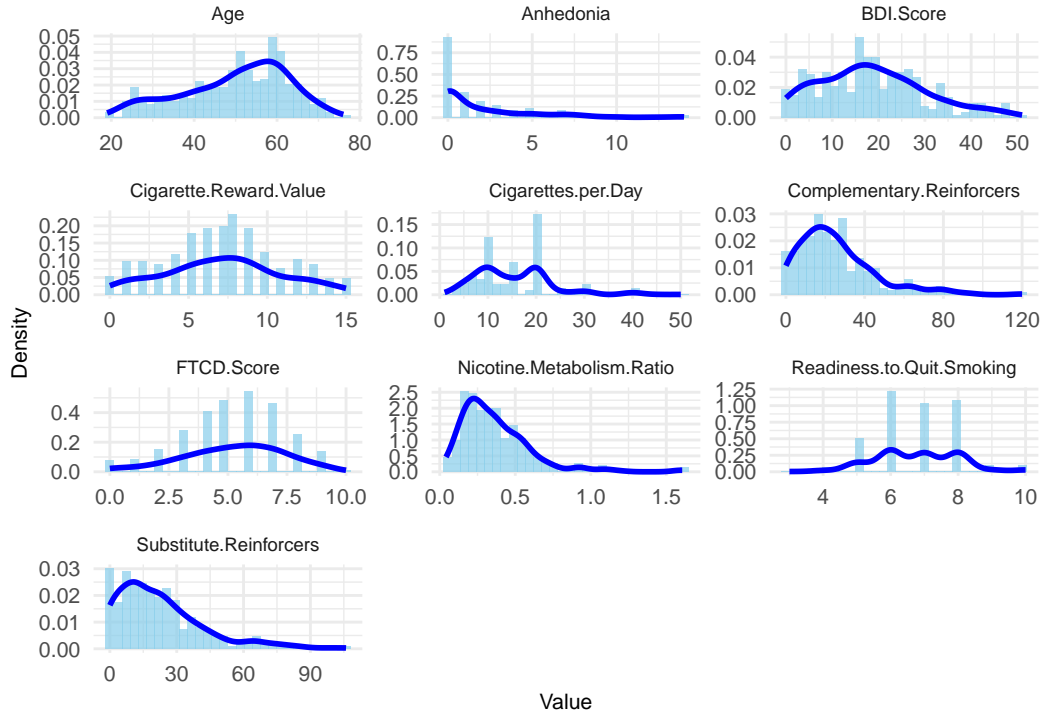 Age
Anhedonia
BDI.Score
0.05
0.04
0.03
0.02
0.01
0.00
20 40 60 80
0.75
0.50
0.25
0.00
0 5 10
0.04
0.02
0.00
0 10 20 30 40 50
Cigarette.Reward.Value
Cigarettes.per.Day
Complementary.Reinforcers
0.20
0.15
0.10
0.05
0.00
0 5 10 15
0.15
0.10
0.05
0.00
0 10 20 30 40 50
0.03
0.02
0.01
0.00
0 40 80 120
FTCD.Score
Nicotine.Metabolism.Ratio
Readiness.to.Quit.Smoking
0.4
0.2
0.0
0.0 2.5 5.0 7.5 10.0
2.5
2.0
1.5
1.0
0.5
0.0
0.0 0.5 1.0 1.5
1.25
1.00
0.75
0.50
0.25
0.00
4 6 8 10
Substitute.Reinforcers
0.03
0.02
0.01
0.00
0 30 60 90
Density
Value